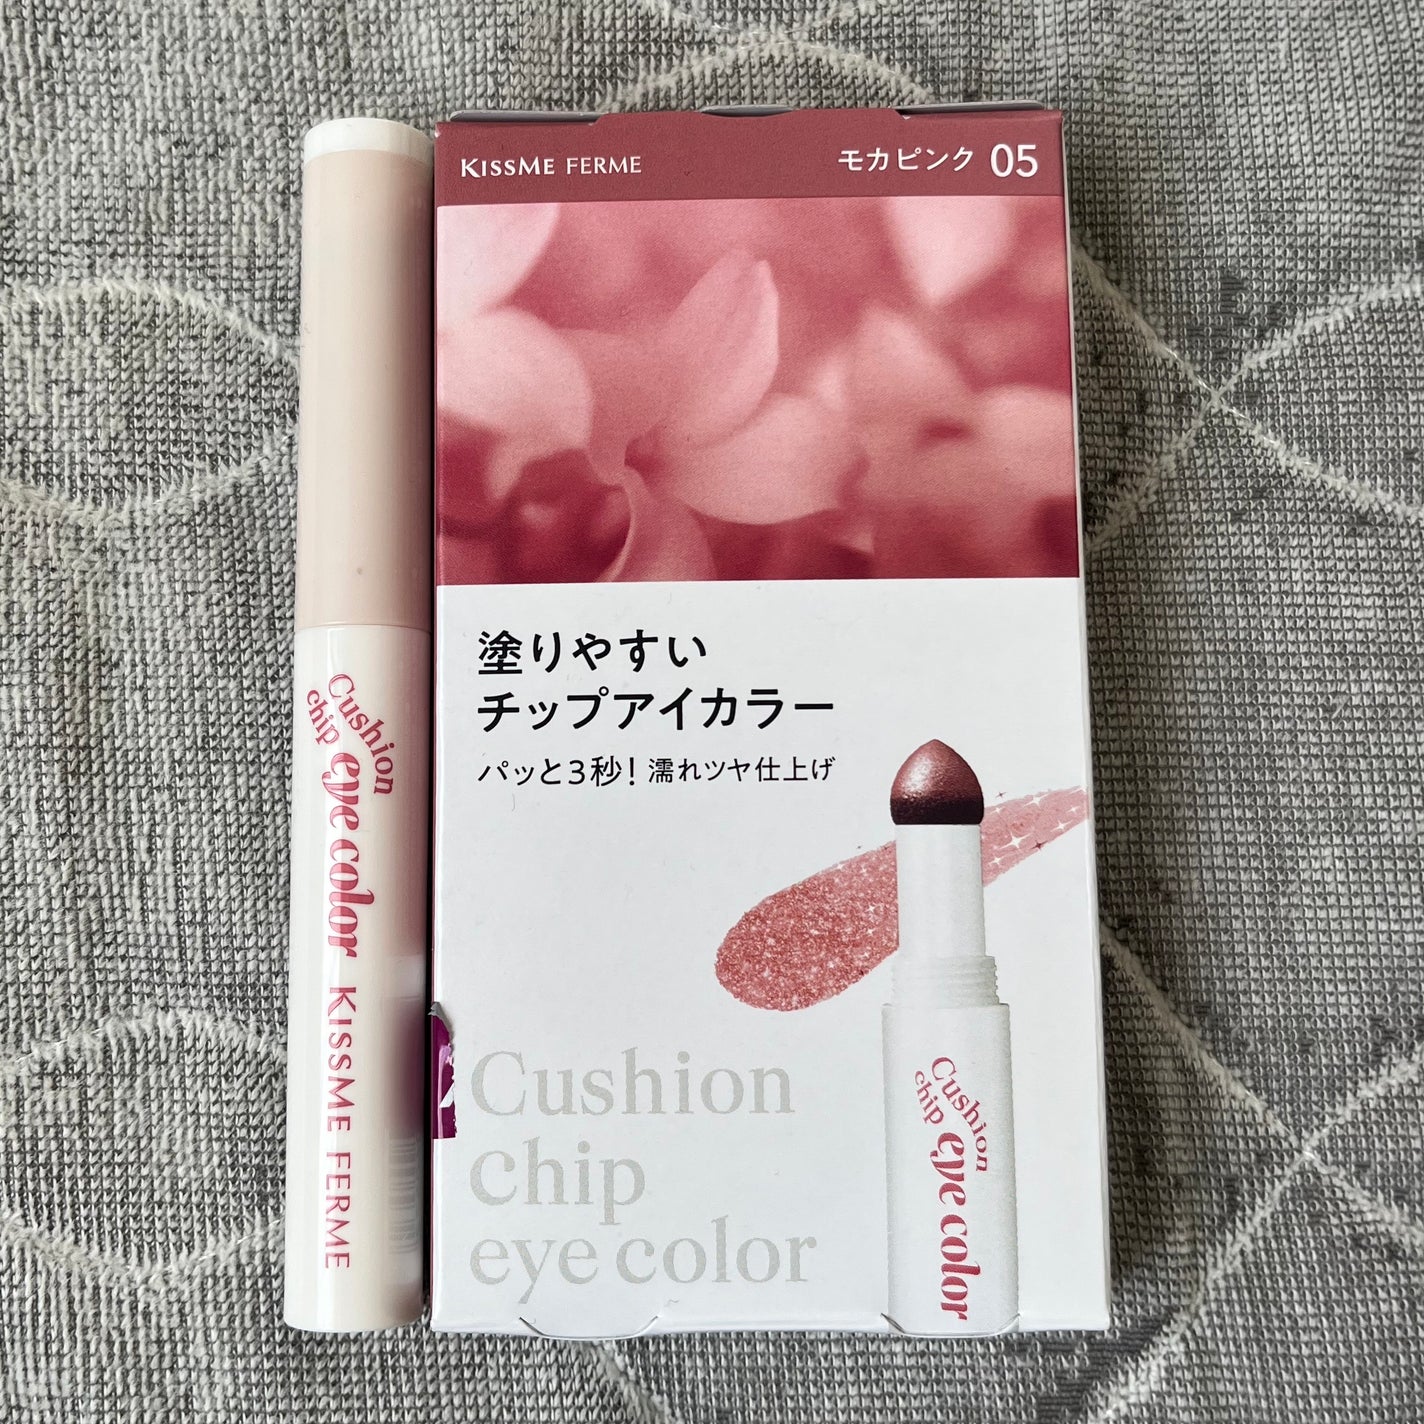 Cushion
chip eye color KISSME FERME
KISSME FERME
モカピンク 05
塗りやすい
チップアイカラー
パッと3秒! 濡れツヤ仕上げ
Cushion
chip
eye color
Cushion
chip eye color